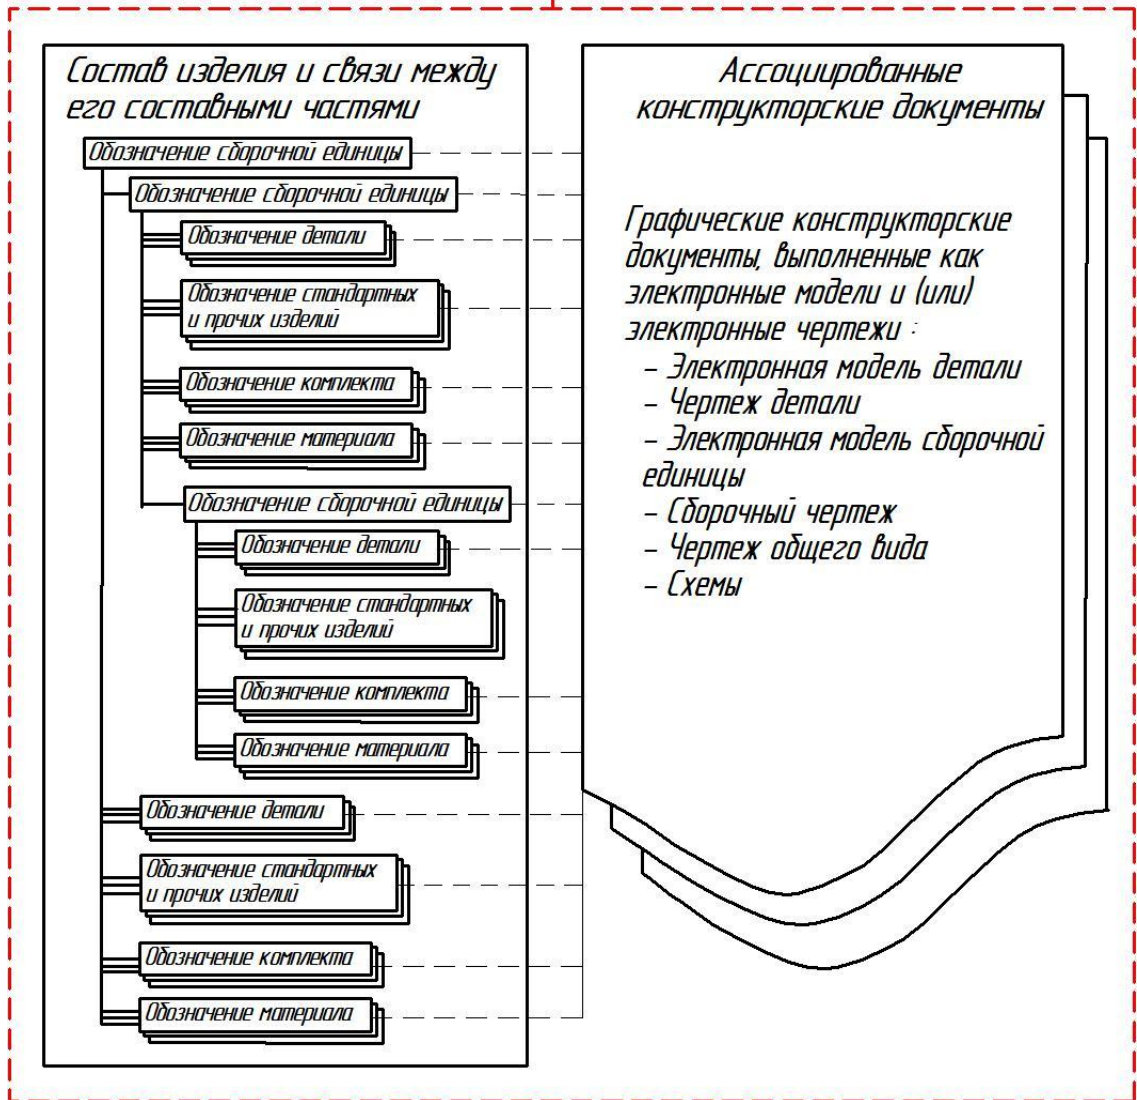 Состав изделия и связи между
его составными частями
Обозначение сборочной единицы
Обозначение сборочной единицы
Обозначение детали
Обозначение стандартных
и прочих изделий
Обозначение комплекта
Обозначение материала
Обозначение сборочной единицы
Обозначение детали
Обозначение стандартных
и прочих изделий
Обозначение комплекта
Обозначение материала
Обозначение детали
Обозначение стандартных
и прочих изделий
Обозначение комплекта
Обозначение материала
Ассоциированные
конструкторские документы
Графические конструкторские
документы, выполненные как
электронные модели и (или)
электронные чертежи :
– Электронная модель детали
– Чертеж детали
– Электронная модель сборочной
единицы
– Сборочный чертеж
– Чертеж общего вида
– Схемы